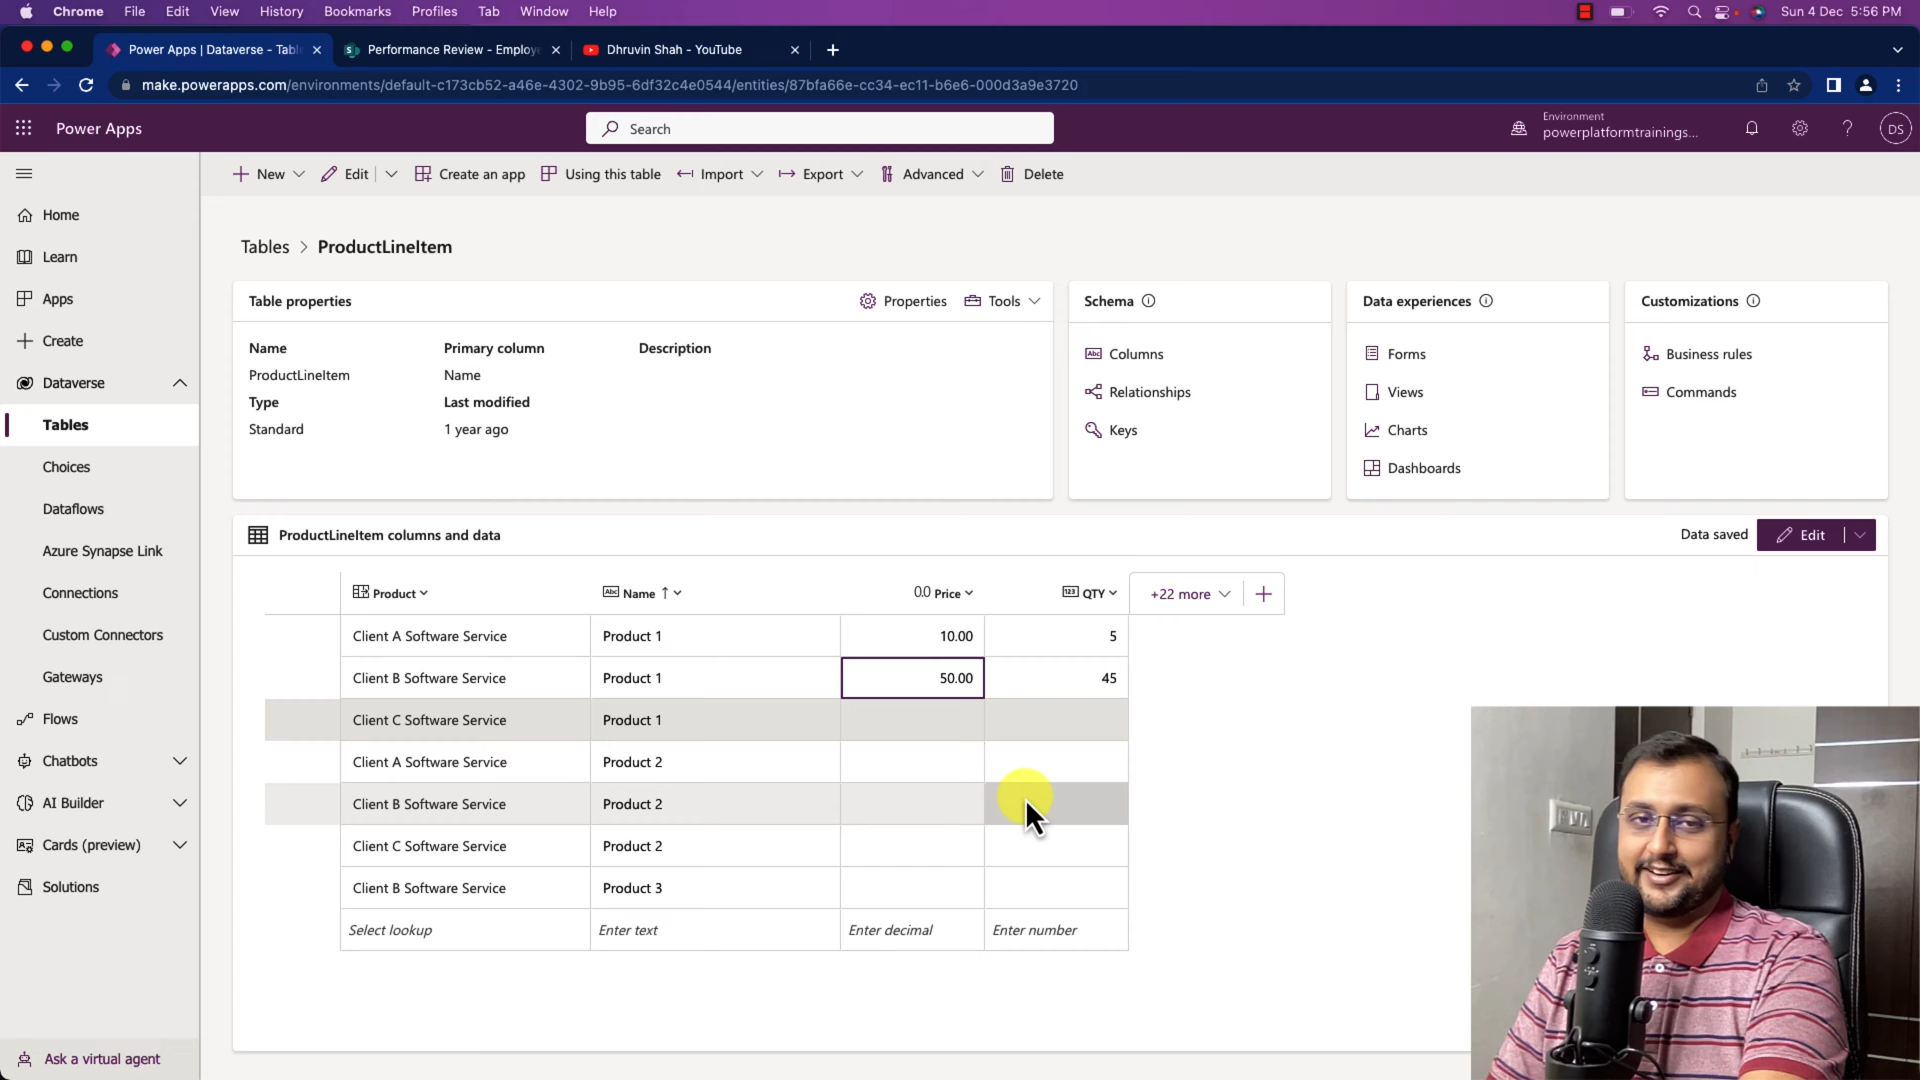 Chrome File Edit View History Bookmarks Profiles Tab Window Help Sun 4 Dec 5:56 PM
Power Apps | Dataverse - Tabl Performance Review - Employe Dhruvin Shah - YouTube
make.powerapps.com/environments/default-c173cb52-a46e-4302-9b95-6df32c4e0544/entities/87bfa66e-cc34-ec11-b6e6-000d3a9e3720
Power Apps Search Environment
powerplatformtrainings... ? DS
New Edit Create an app Using this table Import Export Advanced Delete
Home
Learn
Apps
Create
Dataverse
Tables
Choices
Dataflows
Azure Synapse Link
Connections
Custom Connectors
Gateways
Flows
Chatbots
AI Builder
Cards (preview)
Solutions
Ask a virtual agent
Tables > ProductLineItem
Table properties Properties Tools
Name Primary column Description
ProductLineItem Name
Type Last modified
Standard 1 year ago
Schema
Abc Columns
Relationships
Keys
Data experiences
Forms
Views
Charts
Dashboards
Customizations
Business rules
Commands
ProductLineItem columns and data Data saved Edit
Product Abc Name ↑ 0.0 Price 123 QTY +22 more +
Client A Software Service Product 1 10.00 5
Client B Software Service Product 1 50.00 45
Client C Software Service Product 1
Client A Software Service Product 2
Client B Software Service Product 2
Client C Software Service Product 2
Client B Software Service Product 3
Select lookup Enter text Enter decimal Enter number